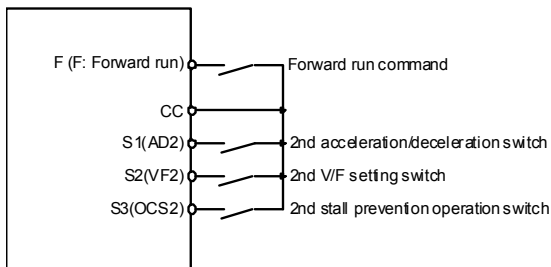 F (F: Forward run) Forward run command
CC
S1(AD2) 2nd acceleration/deceleration switch
S2(VF2) 2nd V/F setting switch
S3(OCS2) 2nd stall prevention operation switch